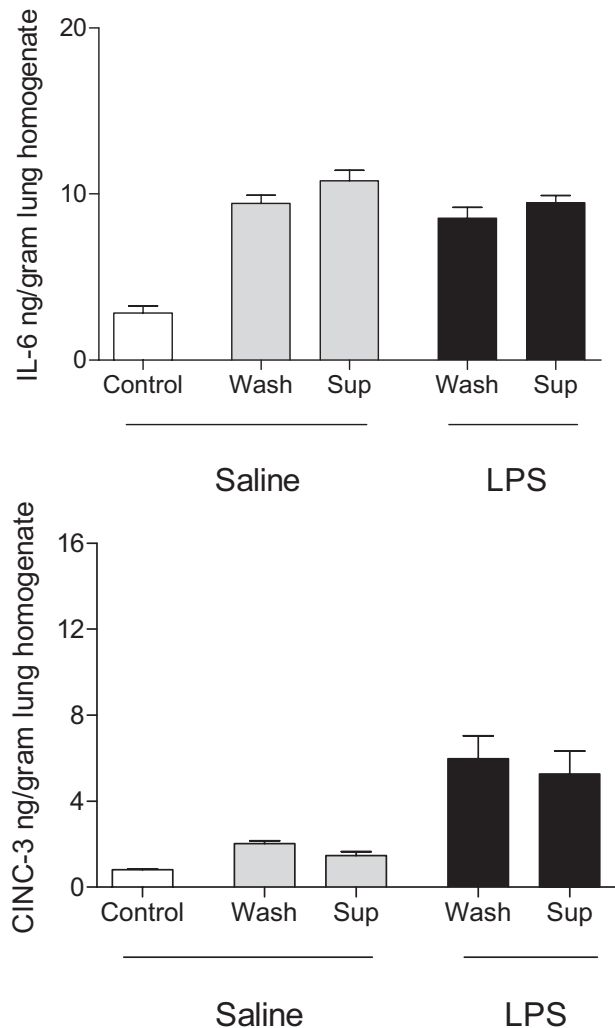 IL-6 ng/gram lung homogenate
20
10
0
Control Wash Sup Wash Sup
Saline LPS
CINC-3 ng/gram lung homogenate
16
12
8
4
0
Control Wash Sup Wash Sup
Saline LPS